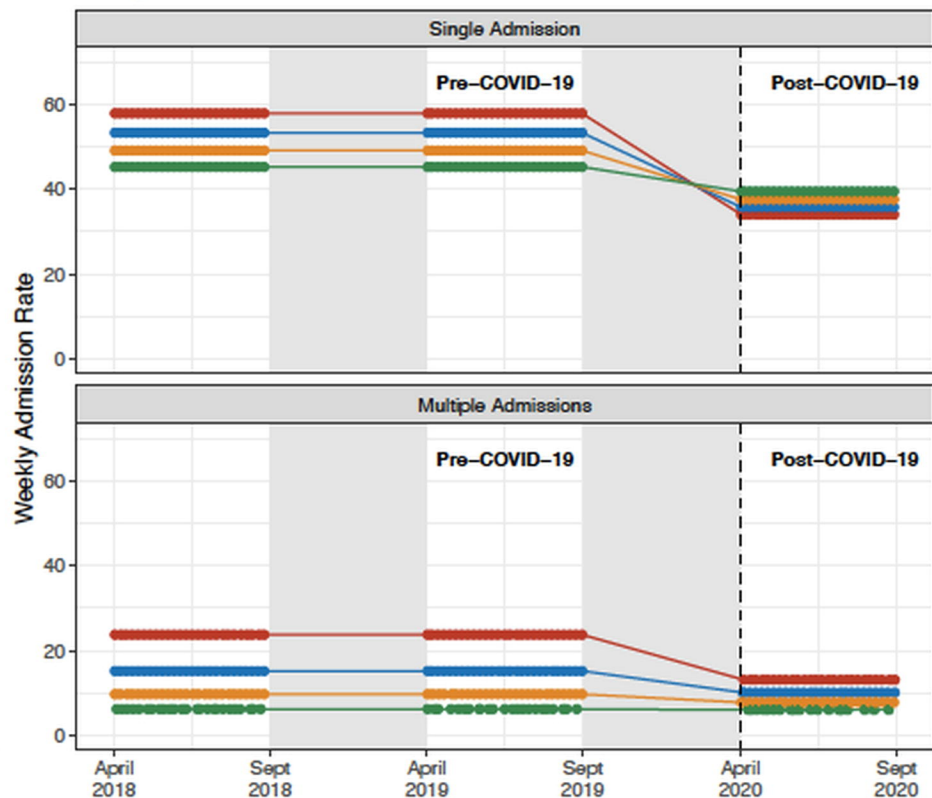 Single Admission
Pre-COVID-19
Post-COVID-19
60
40
20
0
Multiple Admissions
Pre-COVID-19
Post-COVID-19
60
40
20
0
Weekly Admission Rate
April Sept April Sept April Sept
2018 2018 2019 2019 2020 2020